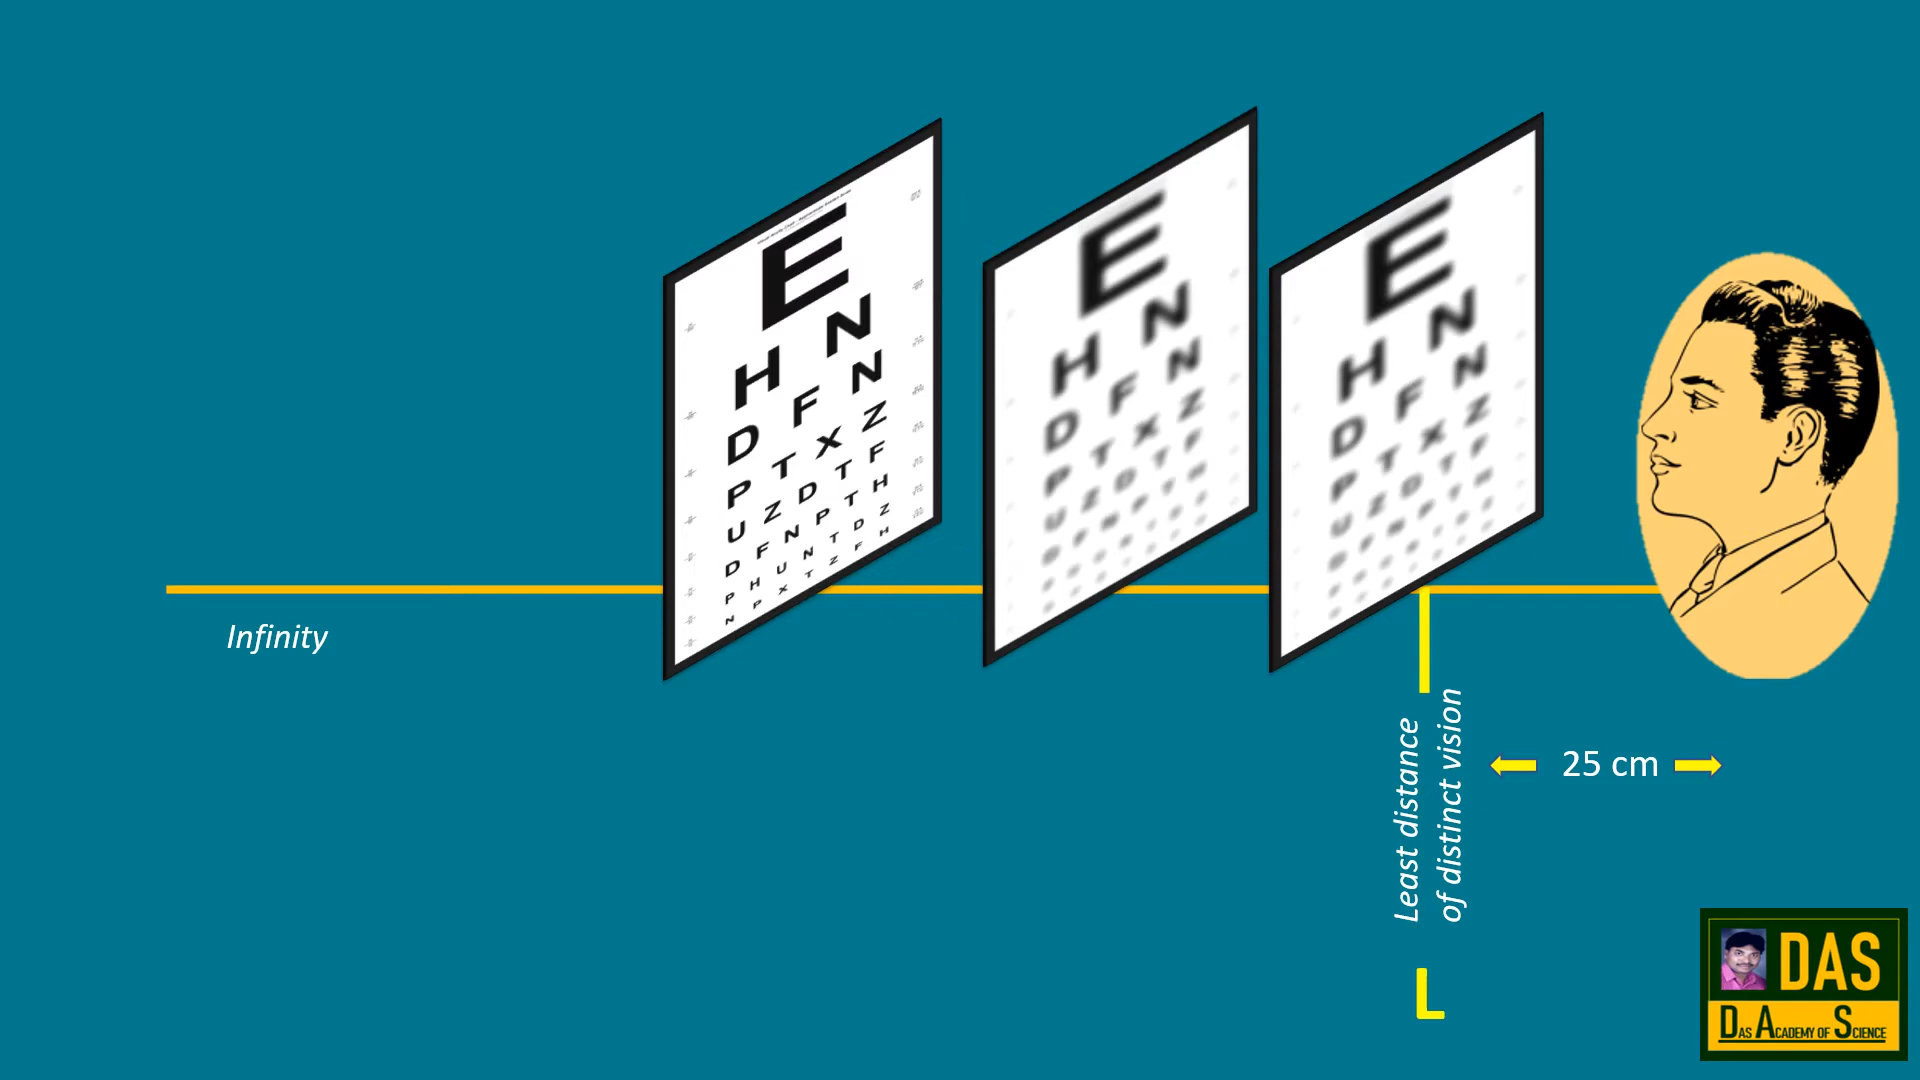 E
H N
D F N
P T X Z
U Z D T F
D F N P T H
P H U N T D Z
N P X T Z F H
E
H N
D F N
P T X Z
U Z D T F
E
H N
D F N
P T X Z
U Z D T F
Infinity
Least distance
of distinct vision
25 cm
L
DAS
DAS ACADEMY OF SCIENCE